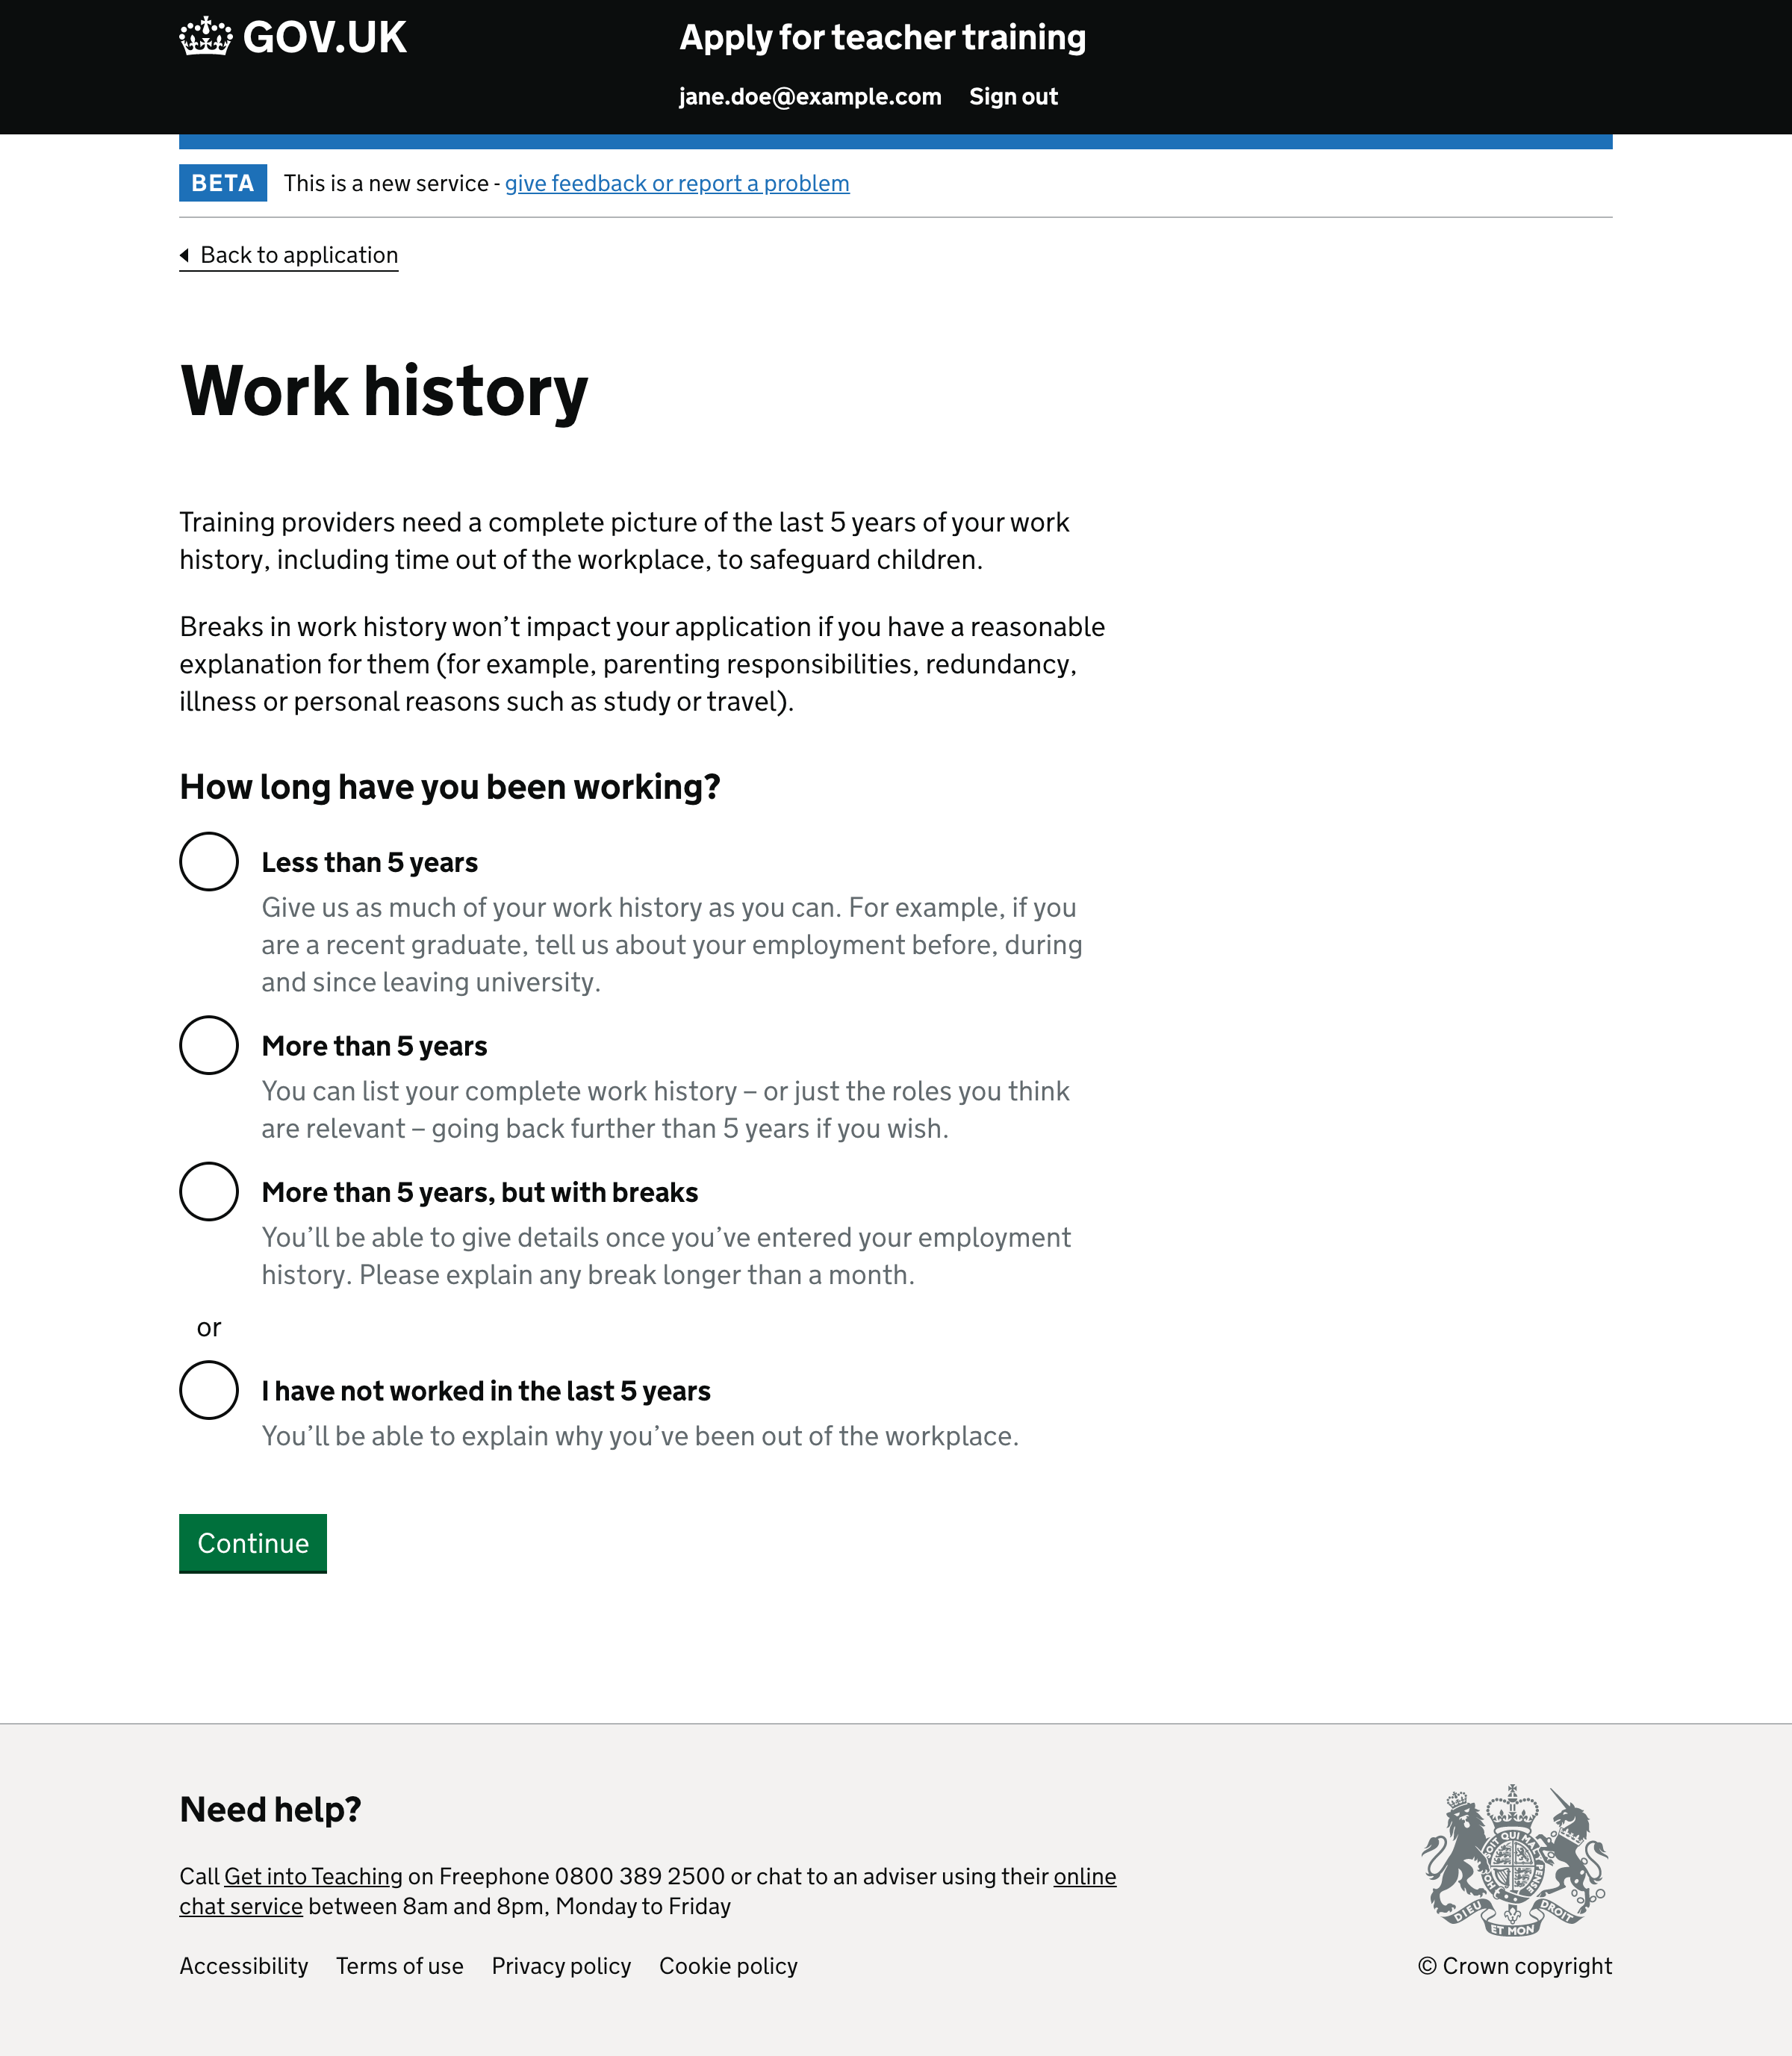 GOV.UK
Apply for teacher training
jane.doe@example.com Sign out
BETA This is a new service - give feedback or report a problem
Back to application
Work history
Training providers need a complete picture of the last 5 years of your work
history, including time out of the workplace, to safeguard children.
Breaks in work history won’t impact your application if you have a reasonable
explanation for them (for example, parenting responsibilities, redundancy,
illness or personal reasons such as study or travel).
How long have you been working?
Less than 5 years
Give us as much of your work history as you can. For example, if you
are a recent graduate, tell us about your employment before, during
and since leaving university.
More than 5 years
You can list your complete work history – or just the roles you think
are relevant – going back further than 5 years if you wish.
More than 5 years, but with breaks
You’ll be able to give details once you’ve entered your employment
history. Please explain any break longer than a month.
or
I have not worked in the last 5 years
You’ll be able to explain why you’ve been out of the workplace.
Continue
Need help?
Call Get into Teaching on Freephone 0800 389 2500 or chat to an adviser using their online
chat service between 8am and 8pm, Monday to Friday
Accessibility Terms of use Privacy policy Cookie policy
DIEU ET MON DROIT
© Crown copyright